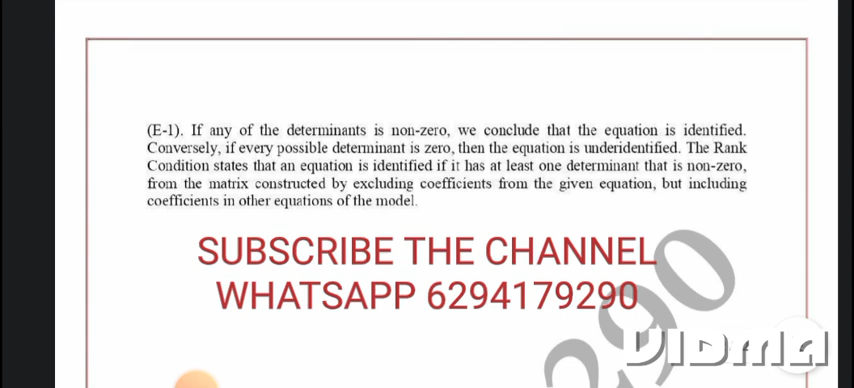 (E-1). If any of the determinants is non-zero, we conclude that the equation is identified.
Conversely, if every possible determinant is zero, then the equation is underidentified. The Rank
Condition states that an equation is identified if it has at least one determinant that is non-zero,
from the matrix constructed by excluding coefficients from the given equation, but including
coefficients in other equations of the model.
SUBSCRIBE THE CHANNEL
WHATSAPP 6294179290
290
VIDMA